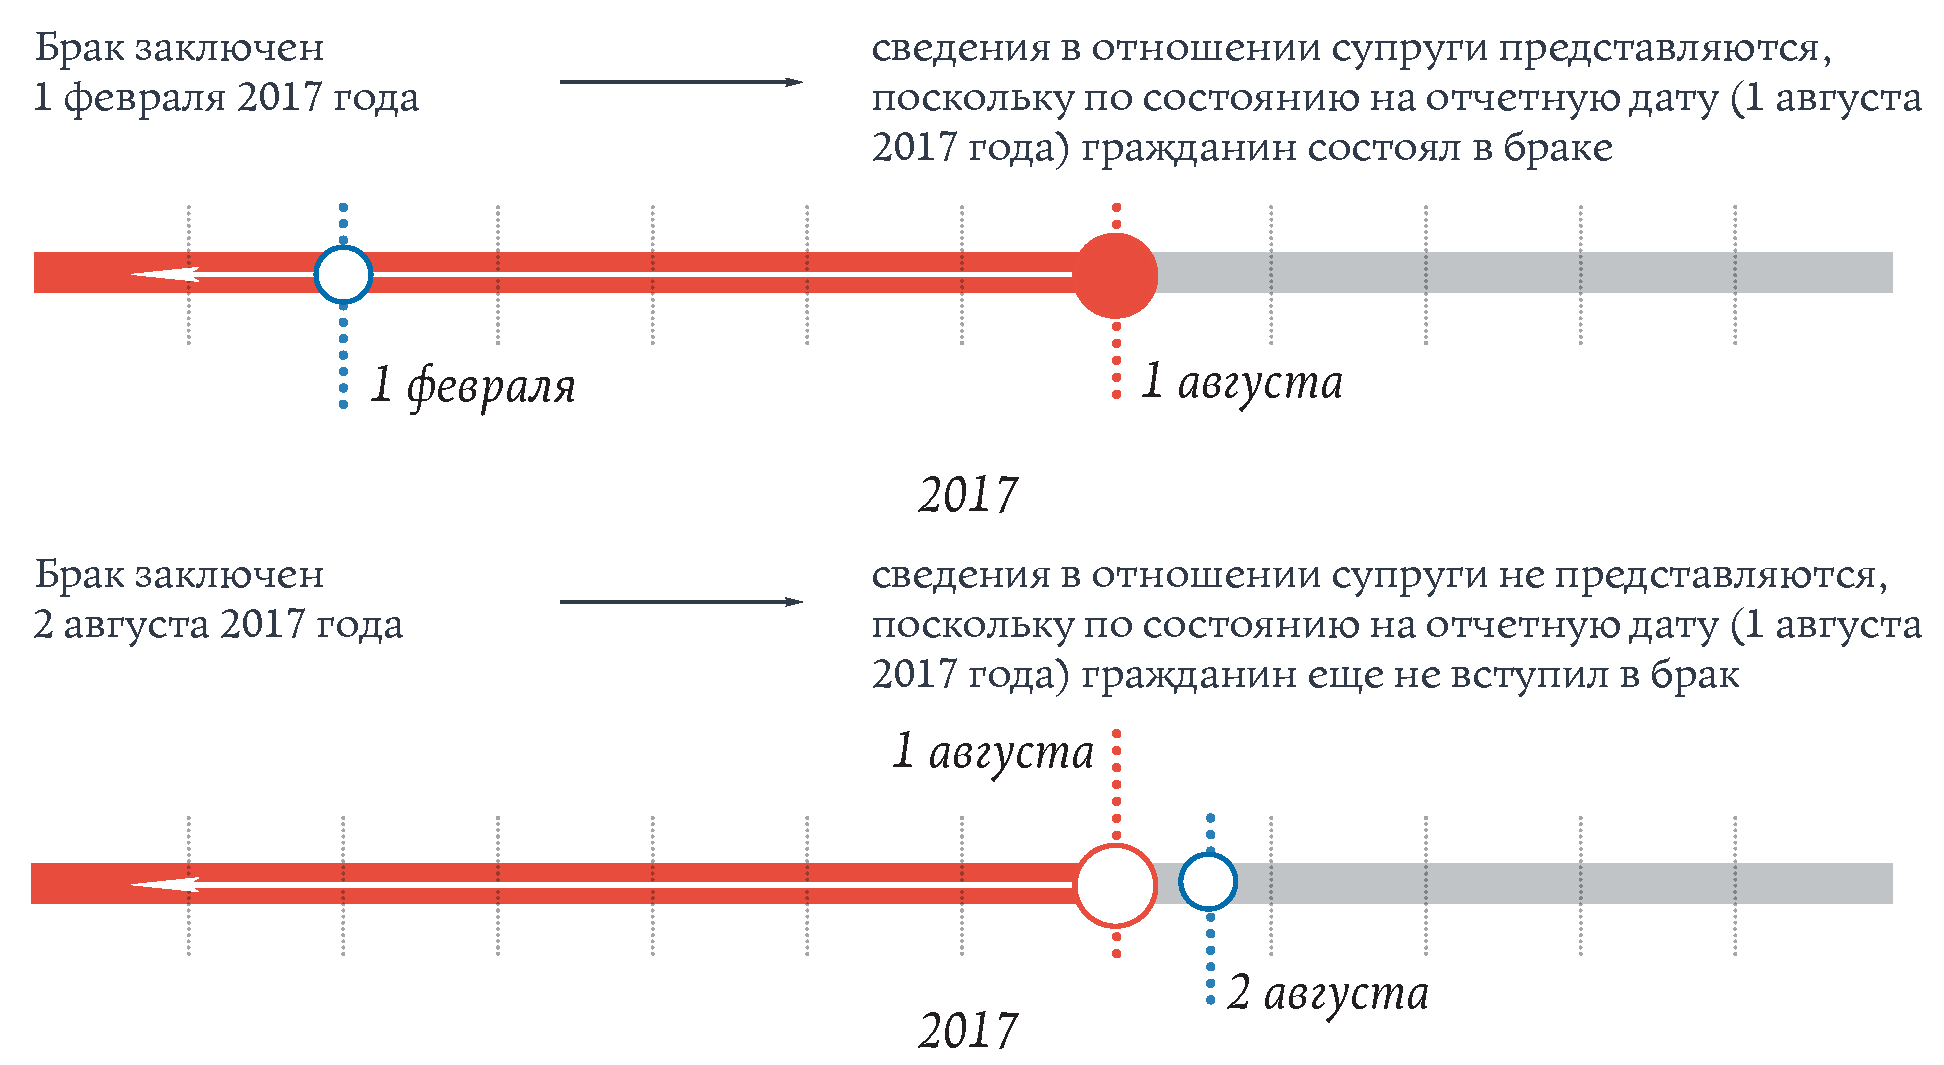 Брак заключен
1 февраля 2017 года
сведения в отношении супруги представляются,
поскольку по состоянию на отчетную дату (1 августа
2017 года) гражданин состоял в браке
1 февраля
1 августа
2017
Брак заключен
2 августа 2017 года
сведения в отношении супруги не представляются,
поскольку по состоянию на отчетную дату (1 августа
2017 года) гражданин еще не вступил в брак
1 августа
2 августа
2017